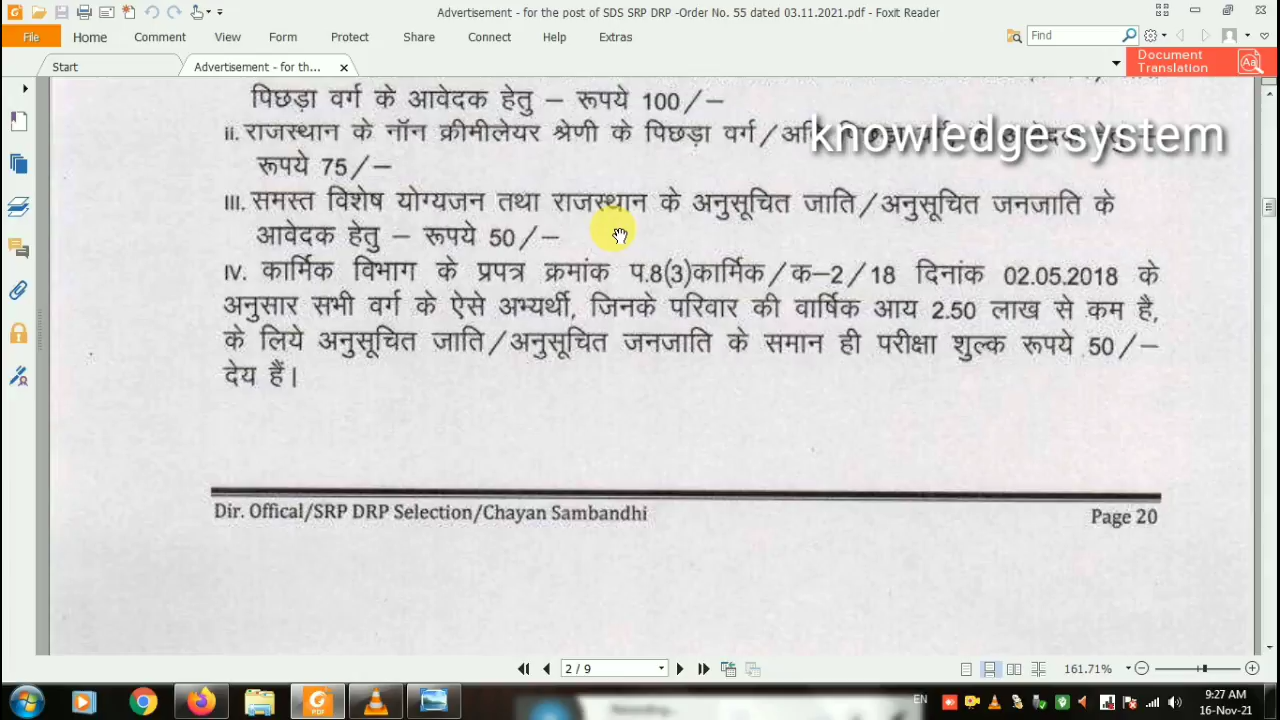 Advertisement - for the post of SDS SRP DRP -Order No. 55 dated 03.11.2021.pdf - Foxit Reader
File Home Comment View Form Protect Share Connect Help Extras
Find
Start
Advertisement - for th...
Document
Translation
पिछड़ा वर्ग के आवेदक हेतु – रूपये 100/–
ii. राजस्थान के नॉन क्रीमीलेयर श्रेणी के पिछड़ा वर्ग/
knowledge system
रूपये 75/–
III. समस्त विशेष योग्यजन तथा राजस्थान के अनुसूचित जाति/अनुसूचित जनजाति के
आवेदक हेतु – रूपये 50/–
IV. कार्मिक विभाग के प्रपत्र क्रमांक प.8(3)कार्मिक/क–2/18 दिनांक 02.05.2018 के
अनुसार सभी वर्ग के ऐसे अभ्यर्थी, जिनके परिवार की वार्षिक आय 2.50 लाख से कम है,
के लिये अनुसूचित जाति/अनुसूचित जनजाति के समान ही परीक्षा शुल्क रूपये 50/–
देय हैं।
Dir. Offical/SRP DRP Selection/Chayan Sambandhi
Page 20
2 / 9
161.71%
EN
9:27 AM
16-Nov-21